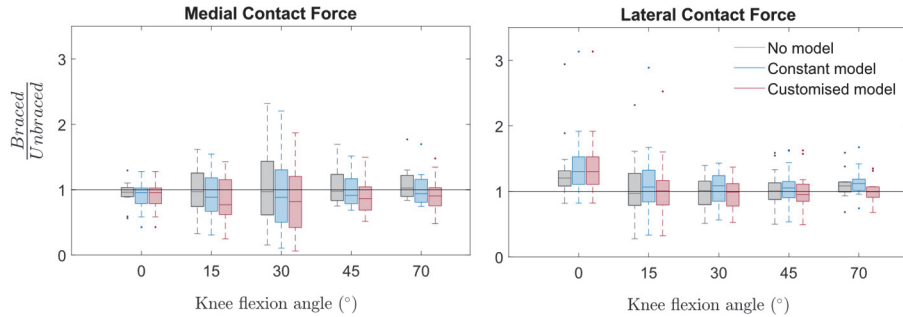 Medial Contact Force
3
2
1
0
Braced
Unbraced
0 15 30 45 70
Knee flexion angle (°)
Lateral Contact Force
No model
Constant model
Customised model
3
2
1
0
0 15 30 45 70
Knee flexion angle (°)